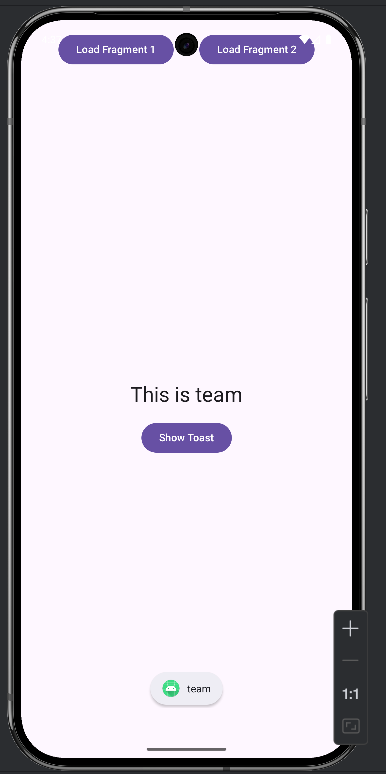 Load Fragment 1
Load Fragment 2
This is team
Show Toast
team
1:1